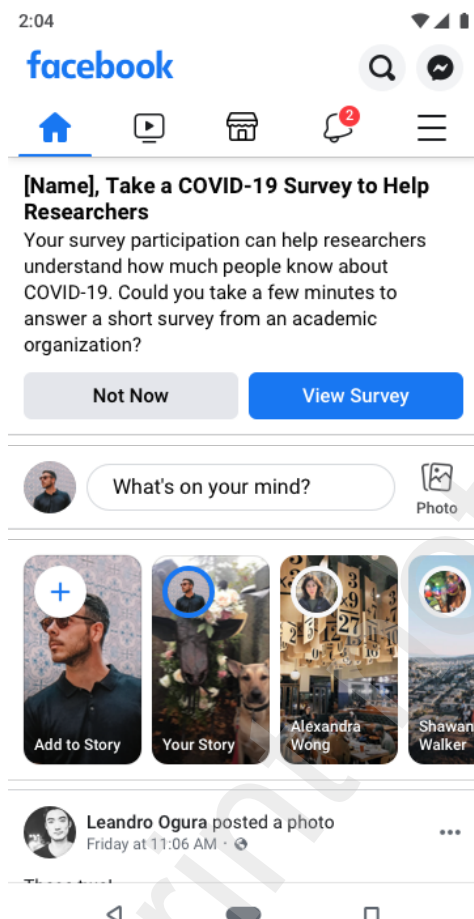 2:04
facebook
2
[Name], Take a COVID-19 Survey to Help
Researchers
Your survey participation can help researchers
understand how much people know about
COVID-19. Could you take a few minutes to
answer a short survey from an academic
organization?
Not Now
View Survey
What's on your mind?
Photo
Add to Story
Your Story
Alexandra
Wong
Shawan
Walker
Leandro Ogura posted a photo
Friday at 11:06 AM ·